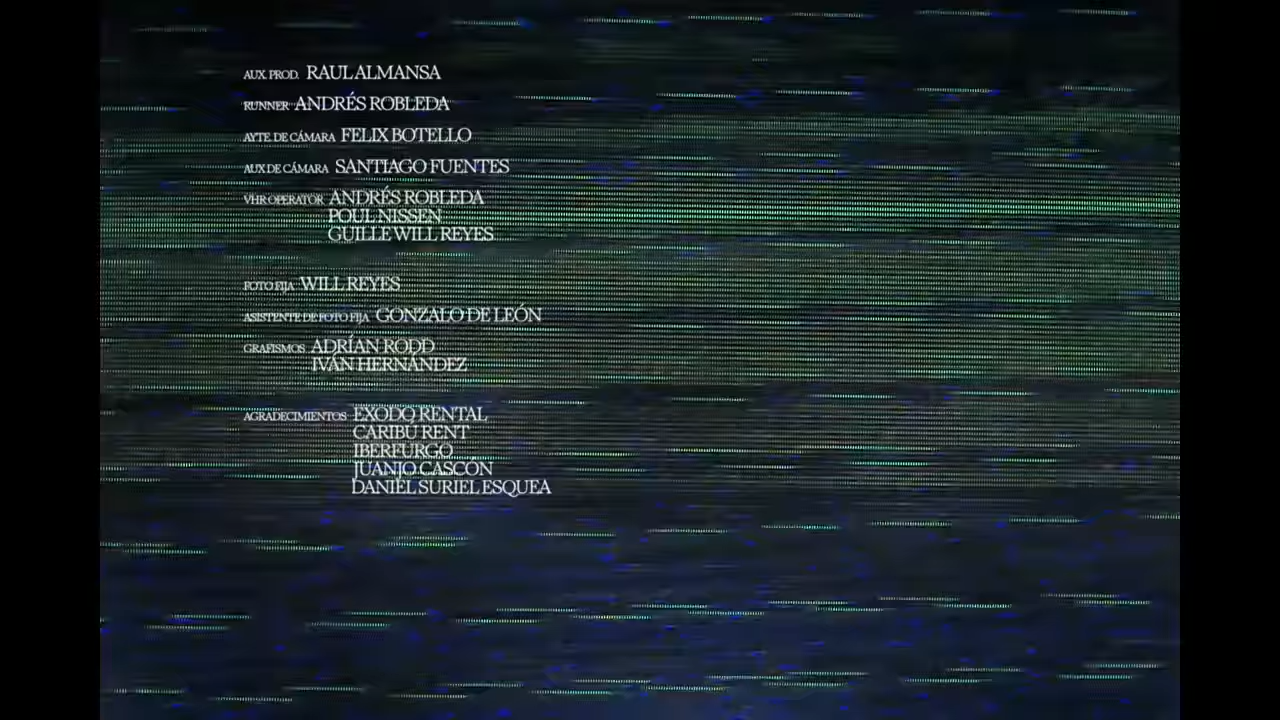 AUX. PROD. RAUL ALMANSA
RUNNER ANDRÉS ROBLEDA
AYTE DE CÁMARA FELIX BOTELLO
AUX DE CÁMARA SANTIAGO FUENTES
VHR OPERATOR ANDRÉS ROBLEDA
POUL NISSEN
GUILLE WILL REYES
FOTO FIJA WILL REYES
ASISTENTE DE FOTO FIJA GONZALO DE LEÓN
GRAFISMOS ADRÍAN RODD
IVÁN HERNÁNDEZ
AGRADECIMIENTOS EXODO RENTAL
CARIBU RENT
IBERFURGO
JUANJO CASCÓN
DANIEL SURIEL ESQUEA